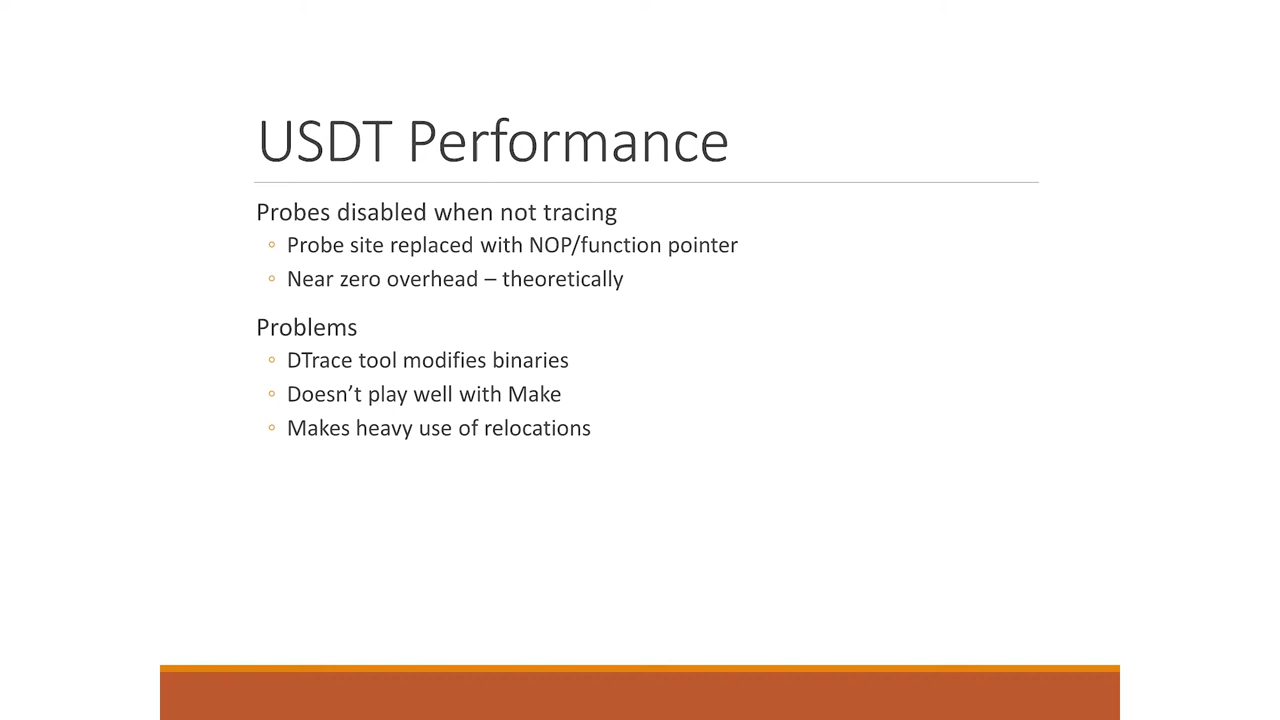 USDT Performance
Probes disabled when not tracing
◦ Probe site replaced with NOP/function pointer
◦ Near zero overhead – theoretically
Problems
◦ DTrace tool modifies binaries
◦ Doesn’t play well with Make
◦ Makes heavy use of relocations